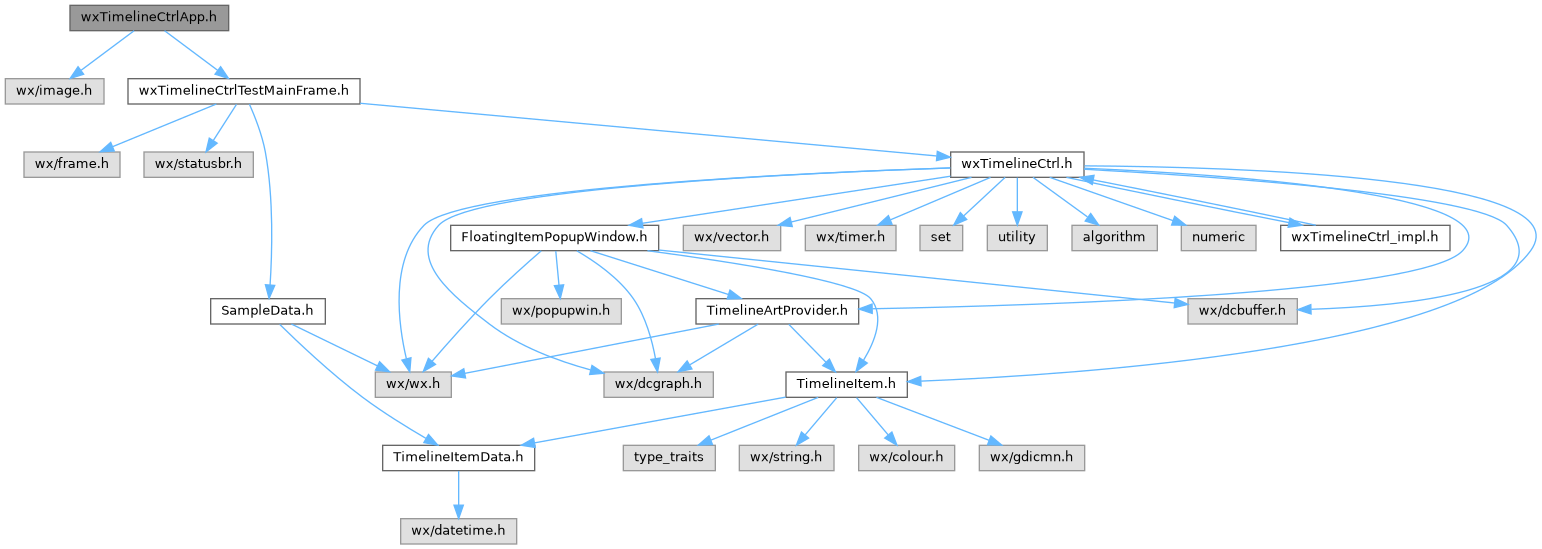 wxTimelineCtrlApp.h
wx/image.h
wxTimelineCtrlTestMainFrame.h
wx/frame.h
wx/statusbr.h
wxTimelineCtrl.h
FloatingItemPopupWindow.h
wx/vector.h
wx/timer.h
set
utility
algorithm
numeric
wxTimelineCtrl_impl.h
SampleData.h
wx/popupwin.h
TimelineArtProvider.h
wx/dcbuffer.h
wx/wx.h
wx/dcgraph.h
TimelineItem.h
TimelineItemData.h
type_traits
wx/string.h
wx/colour.h
wx/gdicmn.h
wx/datetime.h